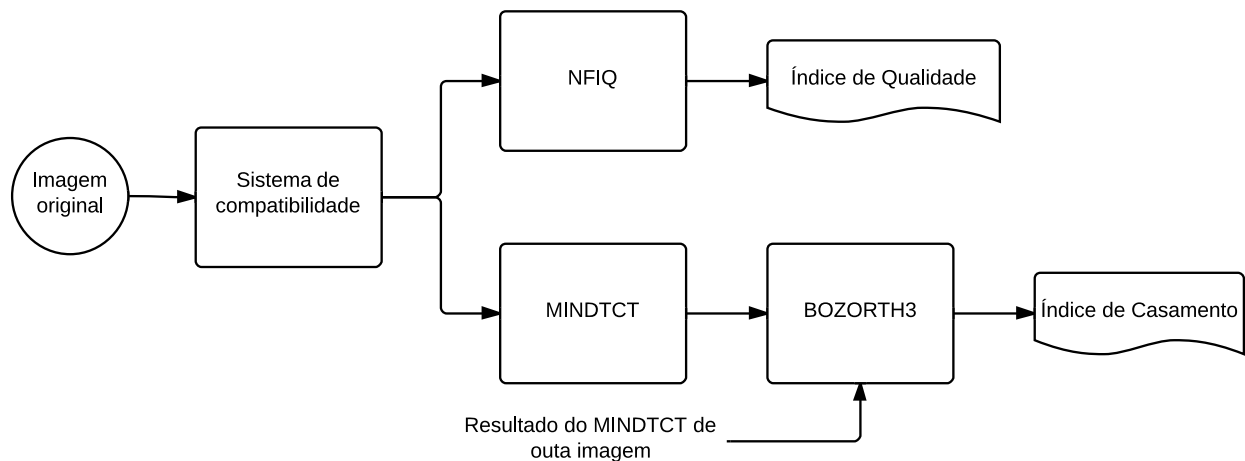 NFIQ
Índice de Qualidade
Imagem
original
Sistema de
compatibilidade
MINDTCT
BOZORTH3
Índice de Casamento
Resultado do MINDTCT de
outa imagem